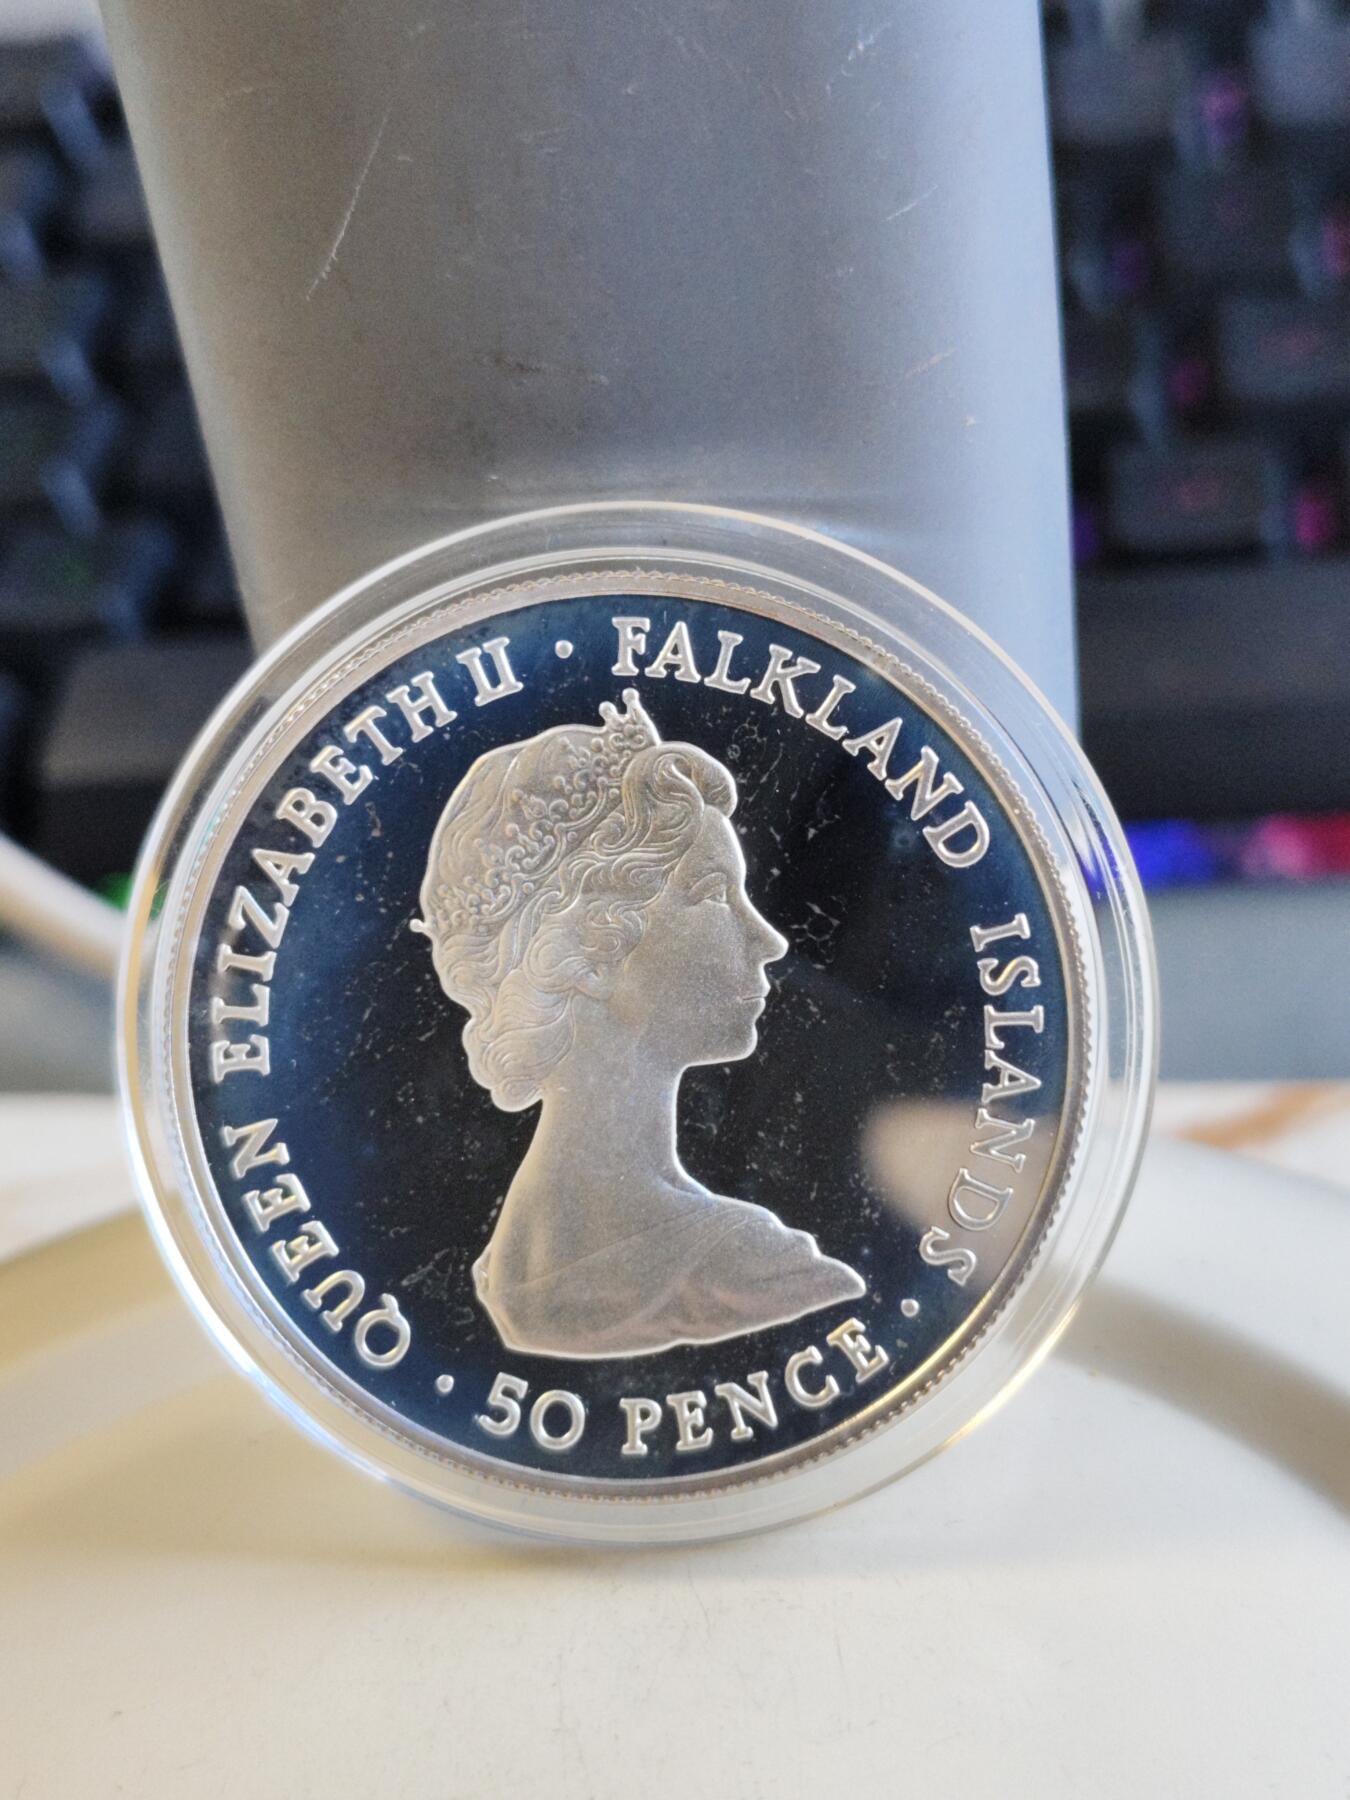 QUEEN ELIZABETH II · FALKLAND ISLANDS ·
50 PENCE ·